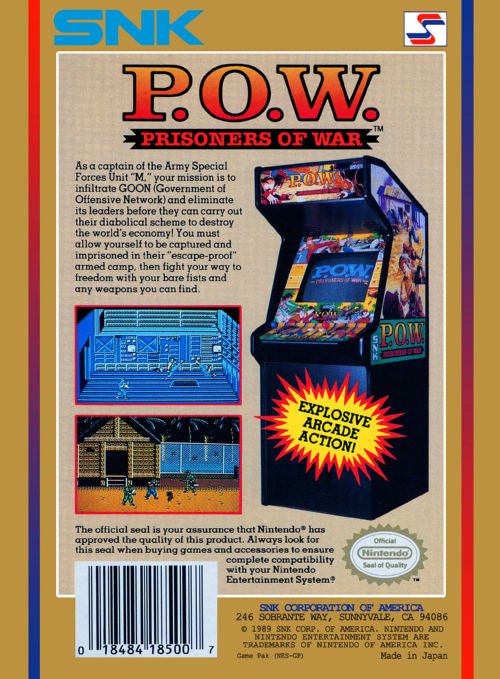 SNK
S
P.O.W.
PRISONERS OF WAR™
As a captain of the Army Special
Forces Unit "M," your mission is to
infiltrate GOON (Government of
Offensive Network) and eliminate
its leaders before they can carry out
their diabolical scheme to destroy
the world's economy! You must
allow yourself to be captured and
imprisoned in their "escape-proof"
armed camp, then fight your way to
freedom with your bare fists and
any weapons you can find.
P.O.W.
P.O.W.
PRISONERS OF WAR
SNK
P.O.W.
PRISONERS OF WAR
EXPLOSIVE
ARCADE
ACTION!
The official seal is your assurance that Nintendo® has
approved the quality of this product. Always look for
this seal when buying games and accessories to ensure
complete compatibility
with your Nintendo
Entertainment System®
Official
Nintendo®
Seal of Quality
™
0 18484 18500 7
SNK CORPORATION OF AMERICA
246 SOBRANTE WAY, SUNNYVALE, CA 94086
© 1989 SNK CORP. OF AMERICA. NINTENDO AND
NINTENDO ENTERTAINMENT SYSTEM ARE
TRADEMARKS OF NINTENDO OF AMERICA INC.
Game Pak (NES-GP)
Made in Japan